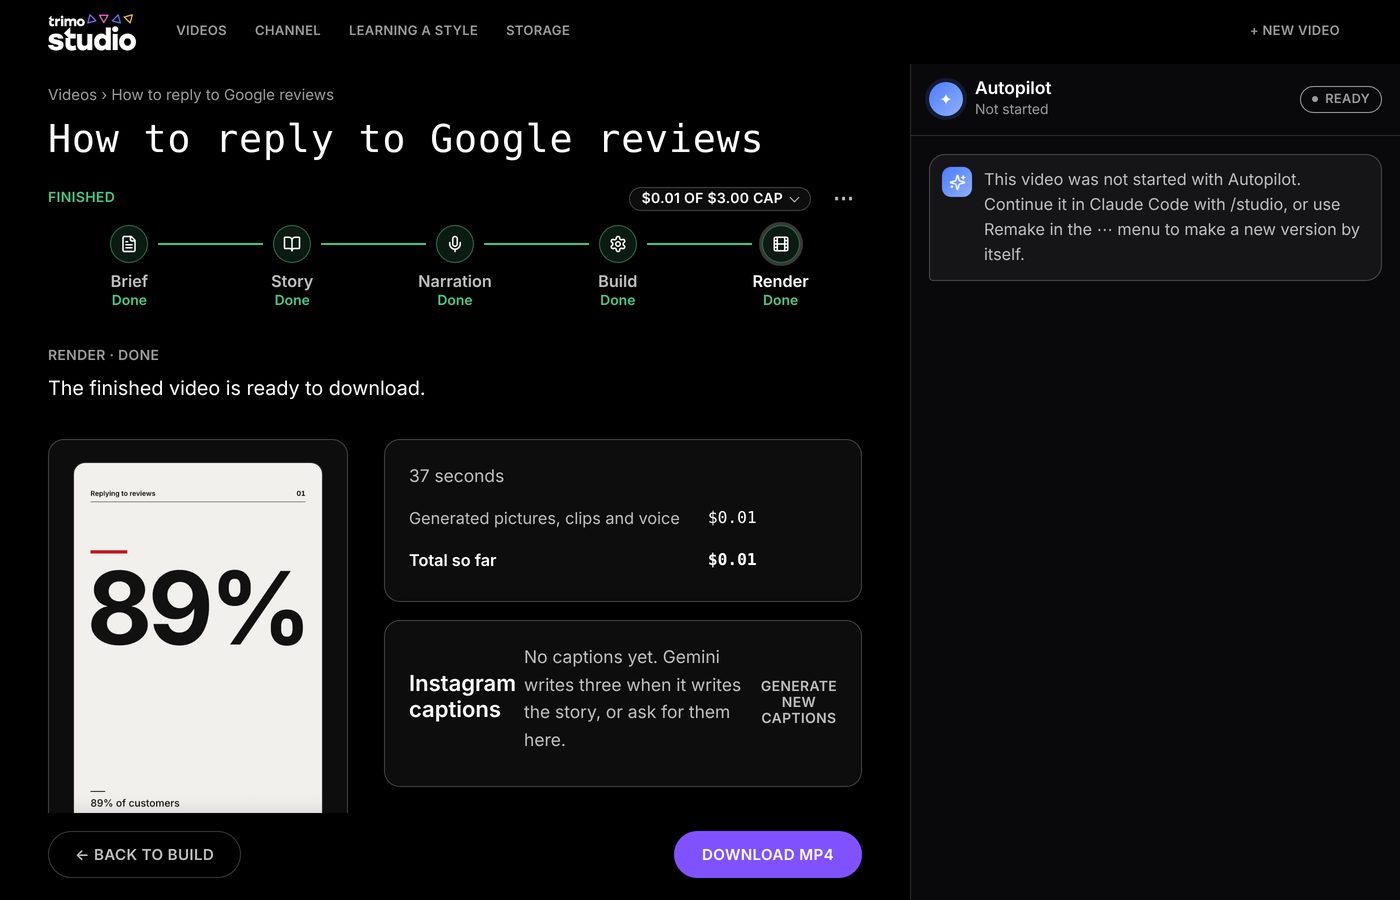 trimo
studio
VIDEOS
CHANNEL
LEARNING A STYLE
STORAGE
+ NEW VIDEO
Videos › How to reply to Google reviews
How to reply to Google reviews
FINISHED
$0.01 OF $3.00 CAP
Brief
Done
Story
Done
Narration
Done
Build
Done
Render
Done
RENDER · DONE
The finished video is ready to download.
Replying to reviews
01
89%
89% of customers
37 seconds
Generated pictures, clips and voice $0.01
Total so far $0.01
Instagram
captions
No captions yet. Gemini
writes three when it writes
the story, or ask for them
here.
GENERATE
NEW
CAPTIONS
← BACK TO BUILD
DOWNLOAD MP4
Autopilot
Not started
READY
This video was not started with Autopilot.
Continue it in Claude Code with /studio, or use
Remake in the ··· menu to make a new version by
itself.